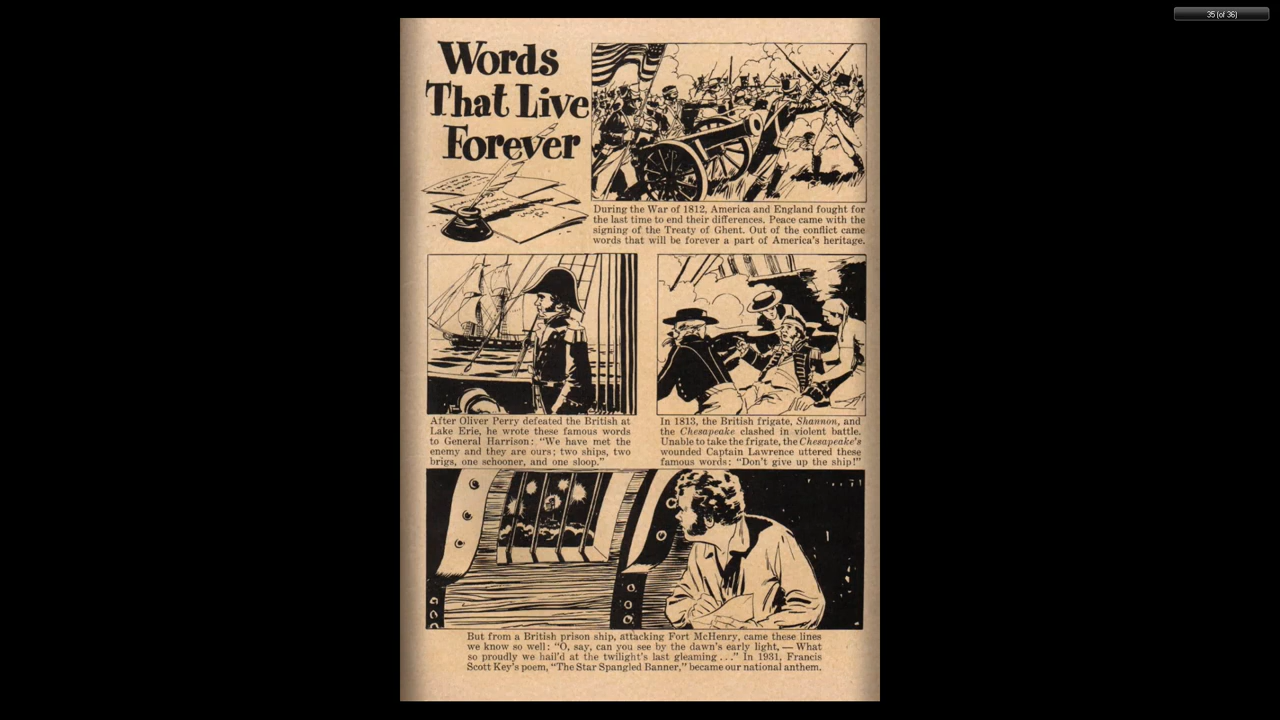 35 (of 36)
Words
That Live
Forever
During the War of 1812, America and England fought for
the last time to end their differences. Peace came with the
signing of the Treaty of Ghent. Out of the conflict came
words that will be forever a part of America's heritage.
After Oliver Perry defeated the British at
Lake Erie, he wrote these famous words
to General Harrison: “We have met the
enemy and they are ours; two ships, two
brigs, one schooner, and one sloop.”
In 1813, the British frigate, Shannon, and
the Chesapeake clashed in violent battle.
Unable to take the frigate, the Chesapeake's
wounded Captain Lawrence uttered these
famous words: “Don't give up the ship!”
But from a British prison ship, attacking Fort McHenry, came these lines
we know so well: “O, say, can you see by the dawn's early light, — What
so proudly we hail'd at the twilight's last gleaming . . .” In 1931, Francis
Scott Key's poem, “The Star Spangled Banner,” became our national anthem.